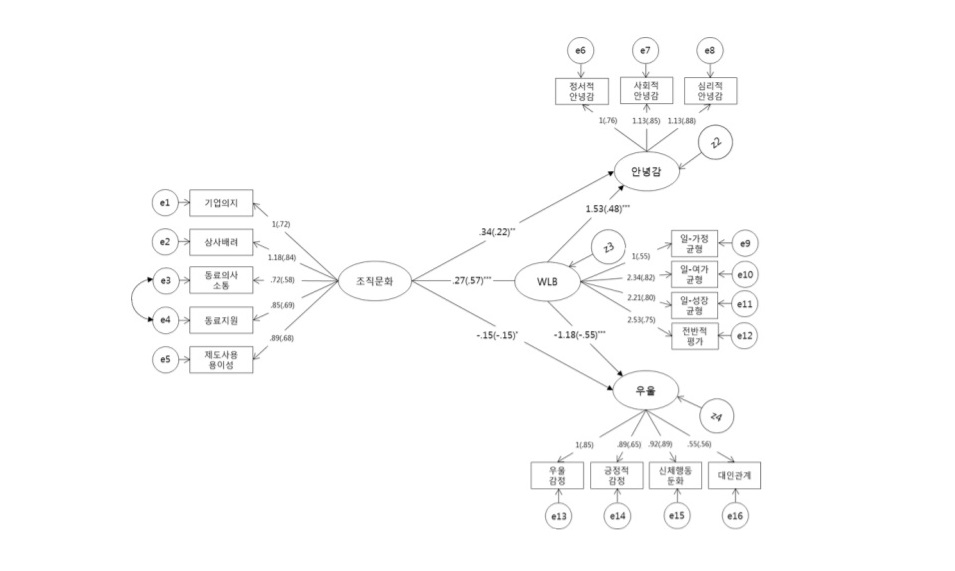 e6
e7
e8
정서적
안녕감
사회적
안녕감
심리적
안녕감
1(.76)
1.13(.85)
1.13(.88)
z2
안녕감
e1
기업의지
1(.72)
1.53(.48)***
.34(.22)**
e2
상사배려
1.18(.84)
z3
일-가정
균형
e9
1(.55)
e3
동료의사
소통
.72(.58)
조직문화
.27(.57)***
WLB
2.34(.82)
일-여가
균형
e10
e4
동료지원
.85(.69)
2.21(.80)
일-성장
균형
e11
2.53(.75)
전반적
평가
e12
-.15(-.15)*
-1.18(-.55)***
.89(.68)
e5
제도사용
용이성
우울
z4
1(.85)
.89(.65)
.92(.89)
.55(.56)
우울
감정
긍정적
감정
신체행동
둔화
대인관계
e13
e14
e15
e16